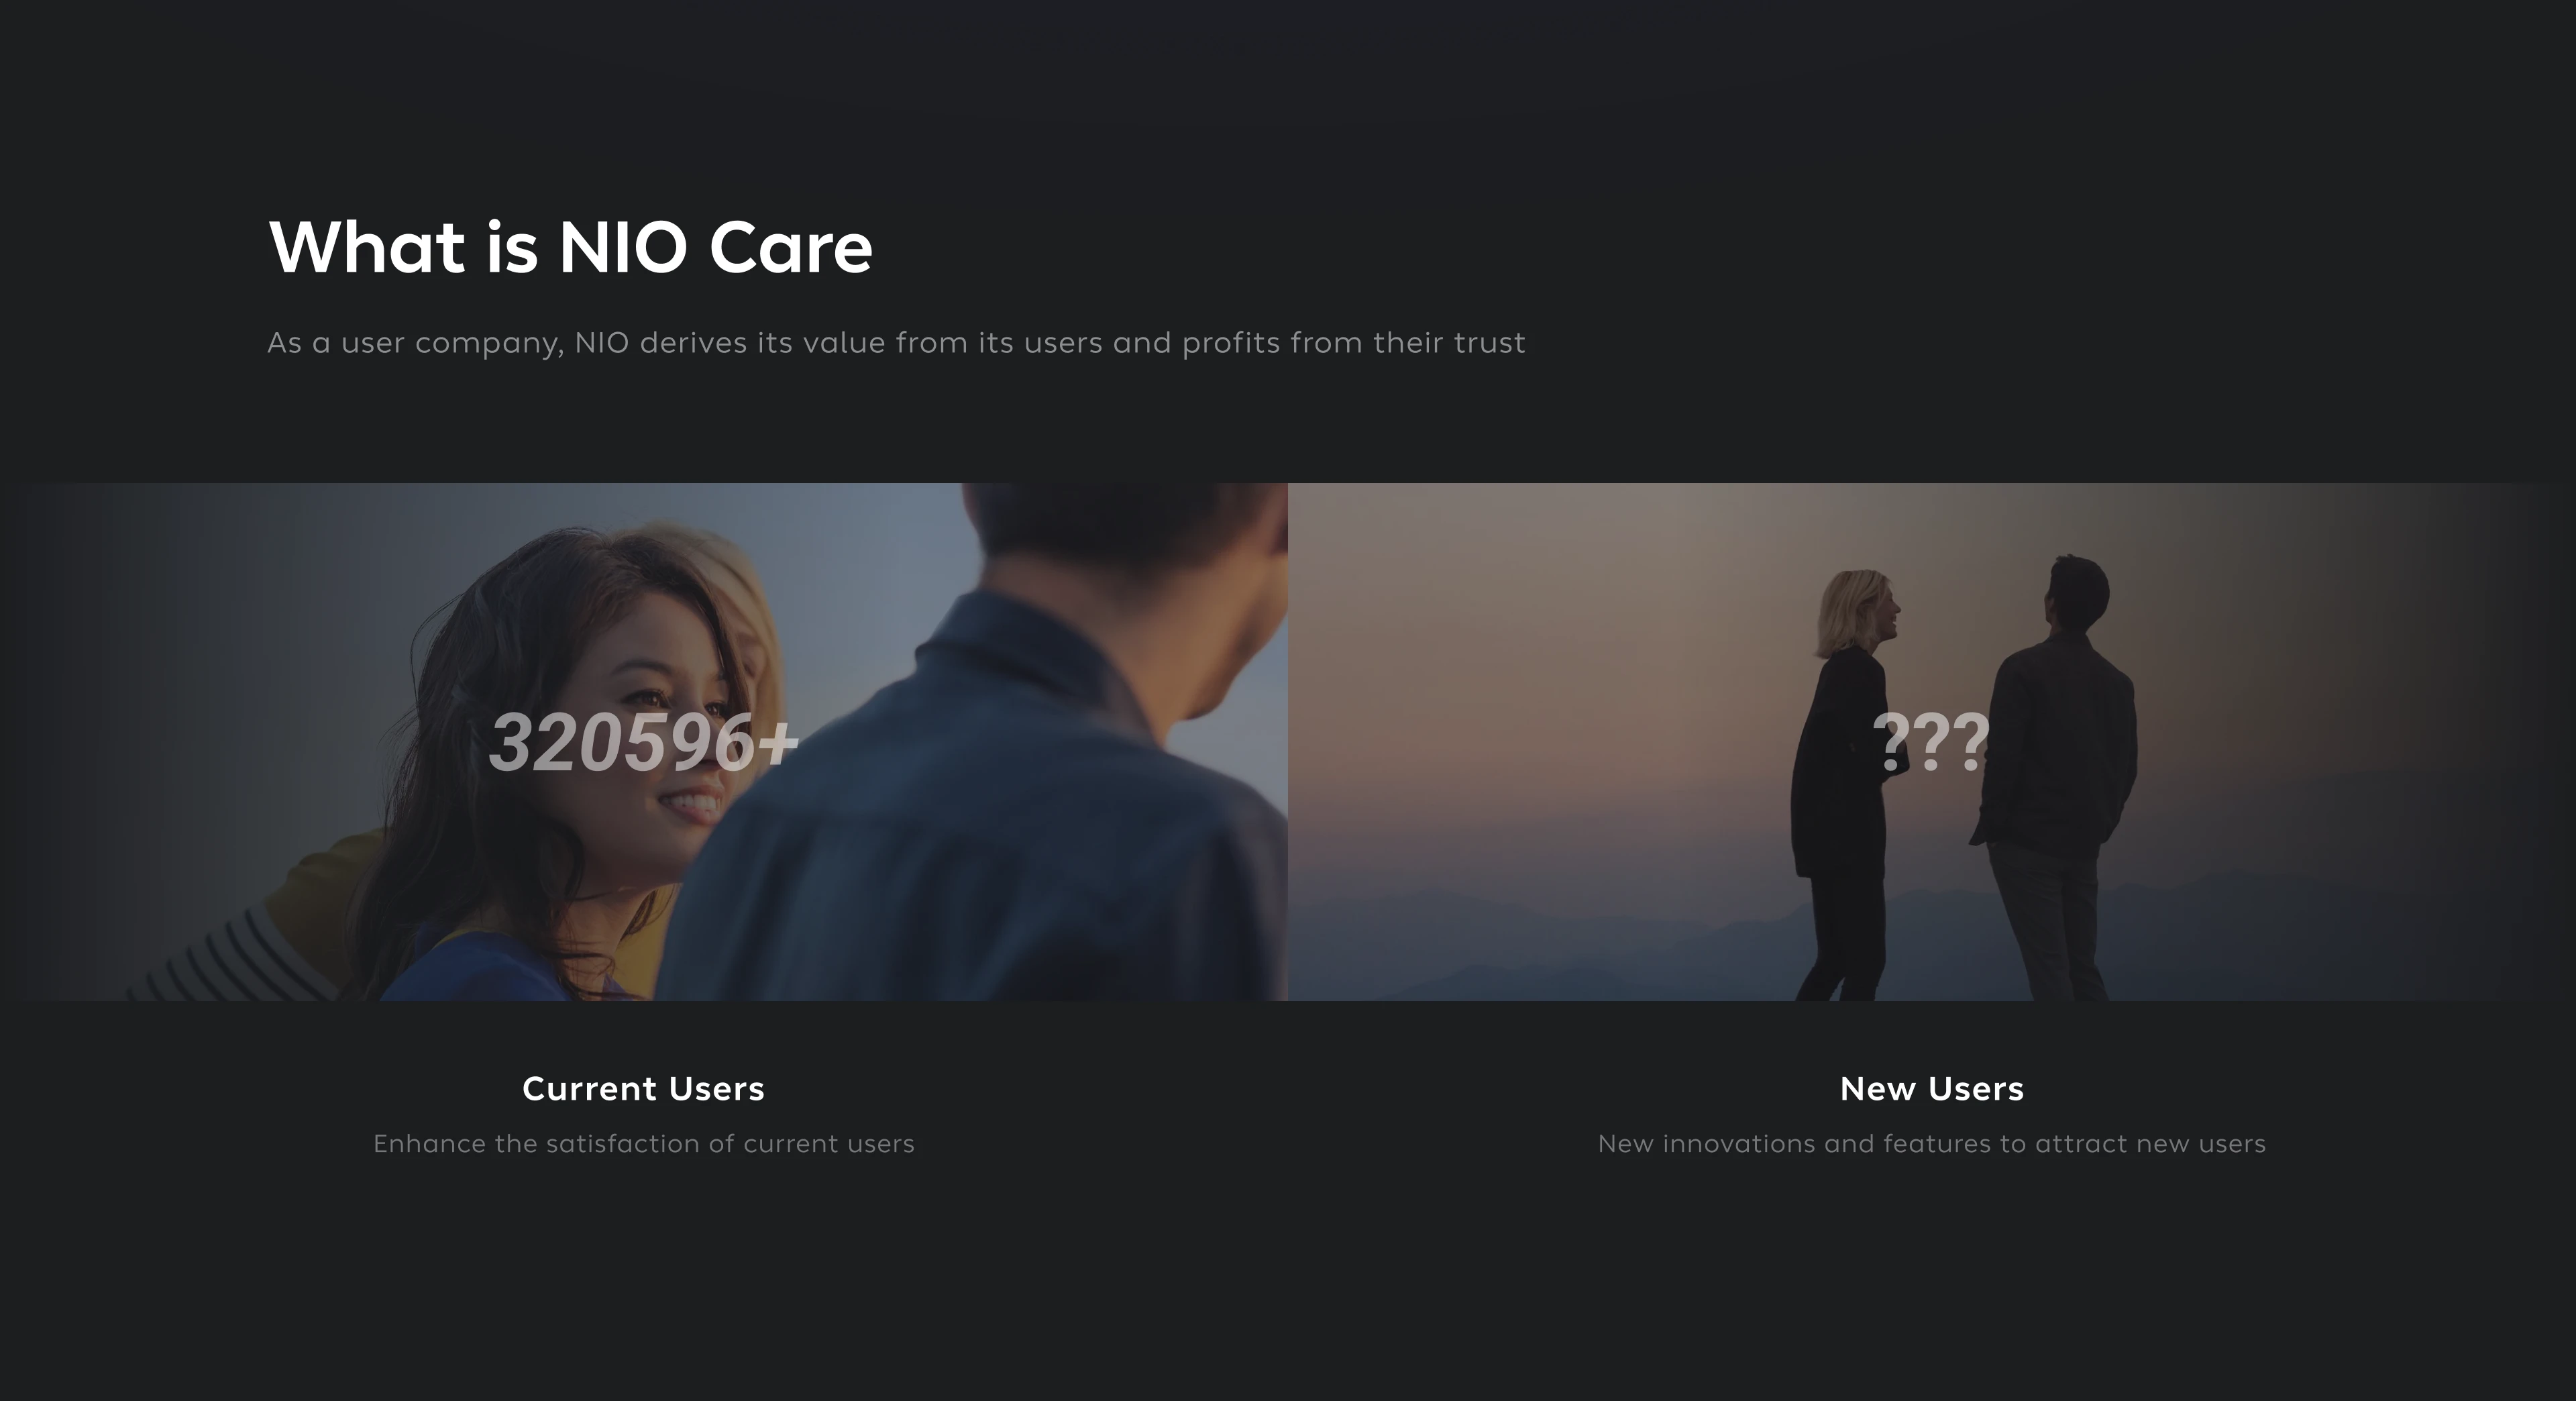 What is NIO Care
As a user company, NIO derives its value from its users and profits from their trust
320596+
???
Current Users
New Users
Enhance the satisfaction of current users
New innovations and features to attract new users